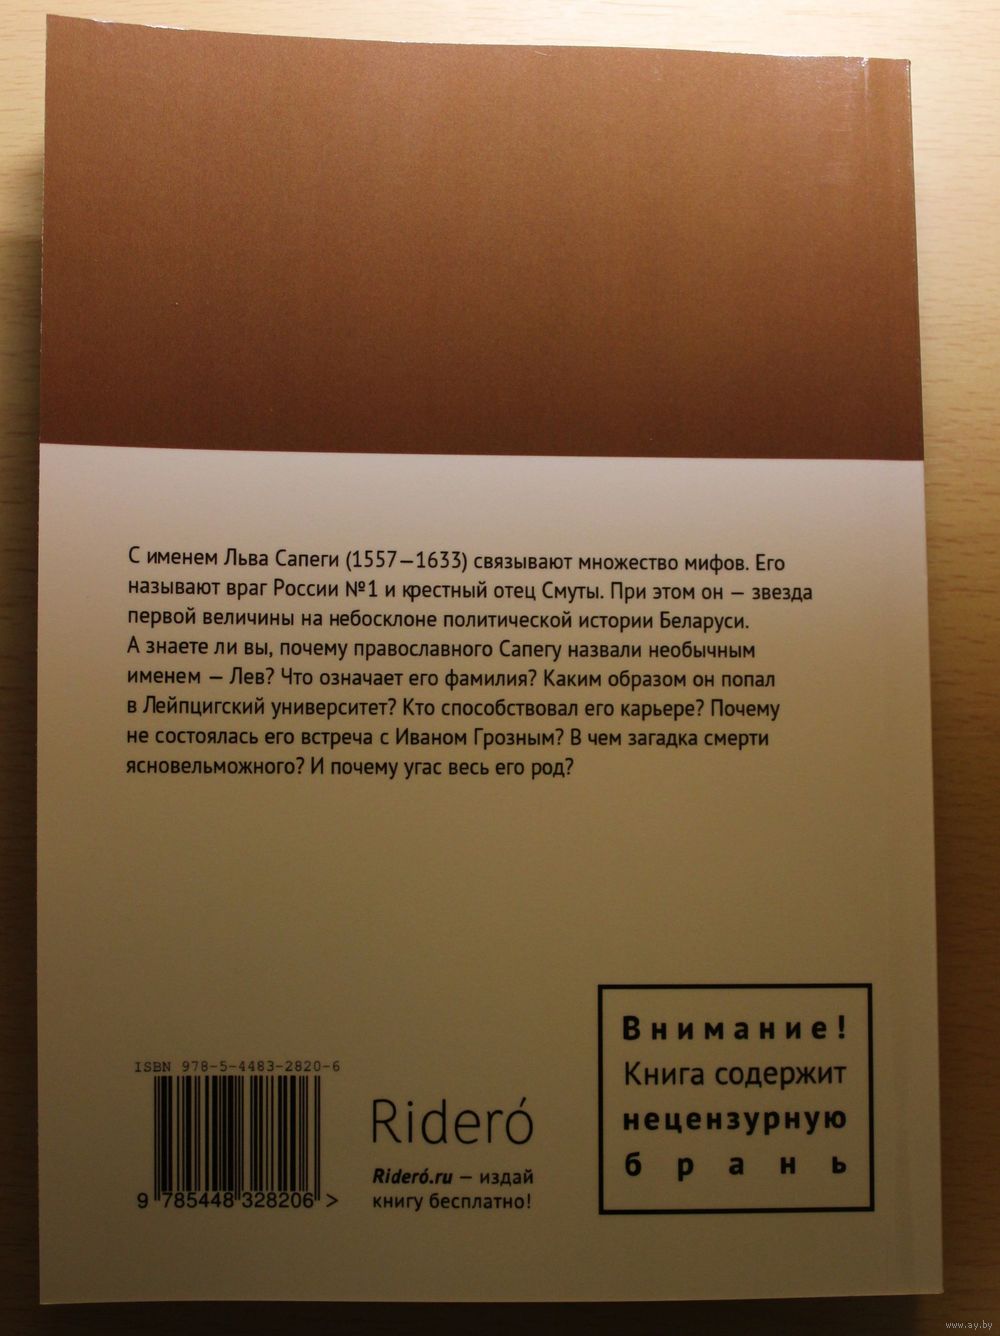 С именем Льва Сапеги (1557—1633) связывают множество мифов. Его
называют враг России №1 и крестный отец Смуты. При этом он — звезда
первой величины на небосклоне политической истории Беларуси.
А знаете ли вы, почему православного Сапегу назвали необычным
именем — Лев? Что означает его фамилия? Каким образом он попал
в Лейпцигский университет? Кто способствовал его карьере? Почему
не состоялась его встреча с Иваном Грозным? В чем загадка смерти
ясновельможного? И почему угас весь его род?
ISBN 978-5-4483-2820-6
9 785448 328206 >
Rideró
Rideró.ru — издай
книгу бесплатно!
Внимание!
Книга содержит
нецензурную
брань
www.ay.by